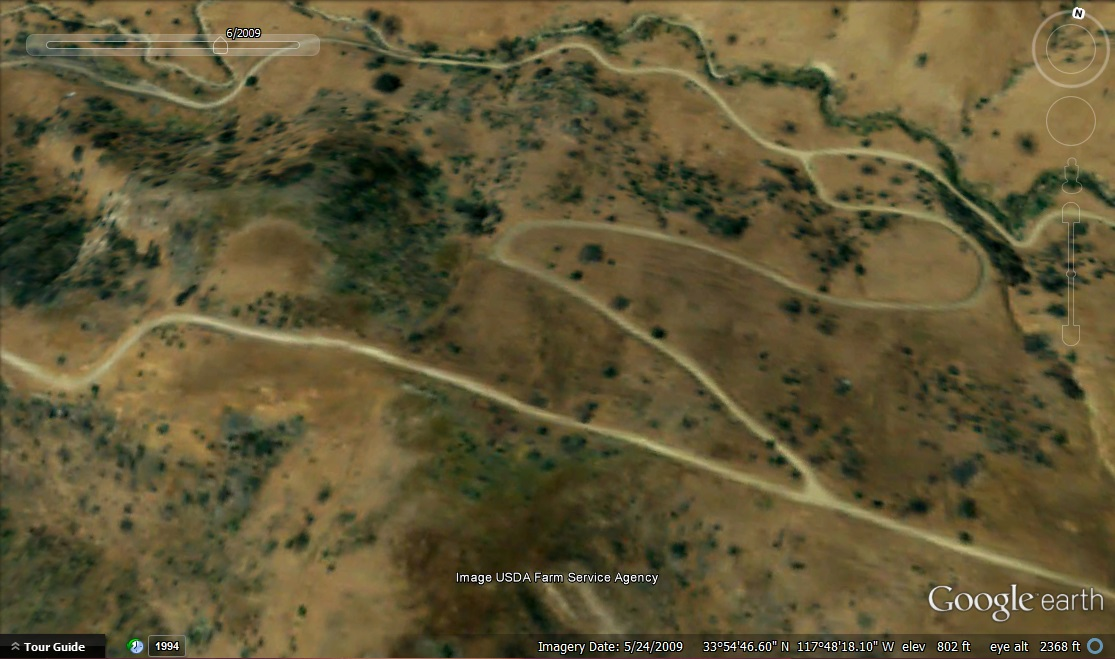 6/2009
N
Image USDA Farm Service Agency
Google earth
Tour Guide
1994
Imagery Date: 5/24/2009 33°54'46.60" N 117°48'18.10" W elev 802 ft eye alt 2368 ft